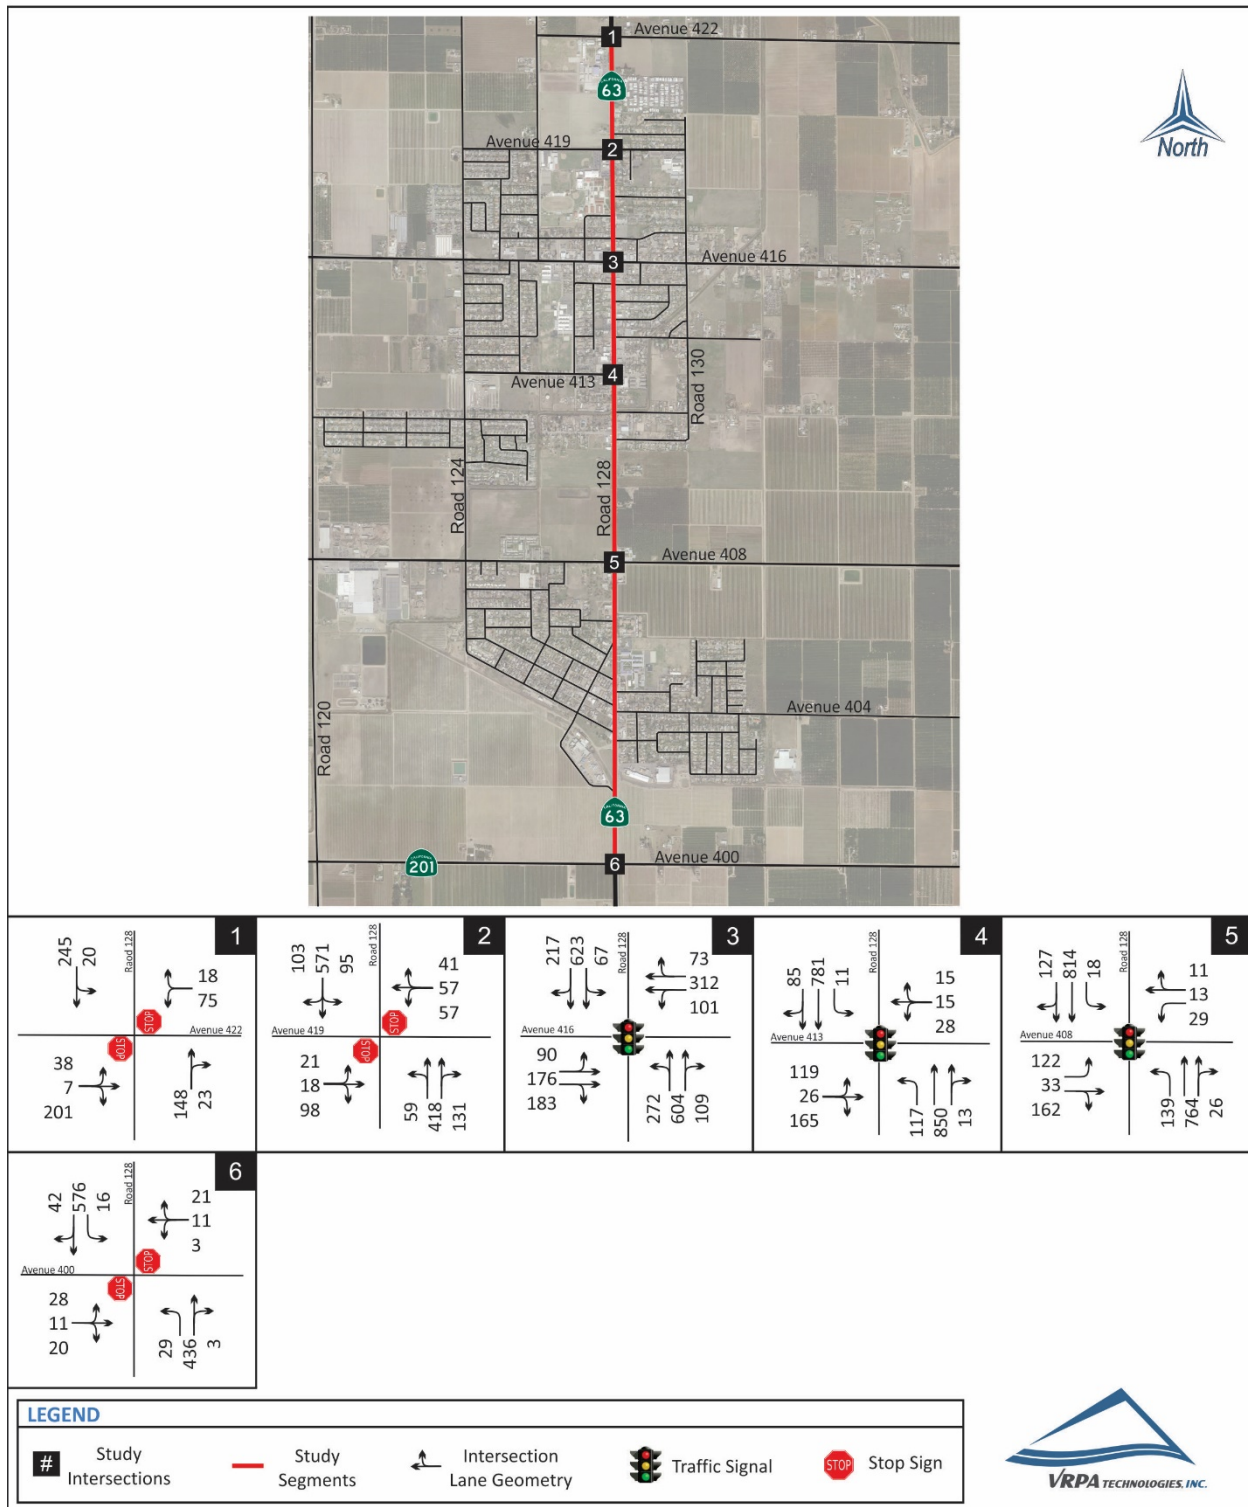 1
Avenue 422
CALIFORNIA
63
North
Avenue 419
2
3
Avenue 416
Avenue 413
4
Road 130
Road 124
Road 128
5
Avenue 408
Road 120
Avenue 404
CALIFORNIA
63
Avenue 400
CALIFORNIA
201
6
1
245
20
Raod 128
18
75
STOP
Avenue 422
STOP
38
7
201
148
23
2
103
571
95
Road 128
41
57
57
Avenue 419
STOP
STOP
21
18
98
59
418
131
3
217
623
67
Road 128
73
312
101
Avenue 416
90
176
183
272
604
109
4
85
781
11
Road 128
15
15
28
Avenue 413
119
26
165
117
850
13
5
127
814
18
Road 128
11
13
29
Avenue 408
122
33
162
139
764
26
6
42
576
16
Road 128
21
11
3
STOP
Avenue 400
STOP
28
11
20
29
436
3
LEGEND
# Study Intersections
Study Segments
Intersection Lane Geometry
Traffic Signal
STOP Stop Sign
VRPA TECHNOLOGIES, INC.